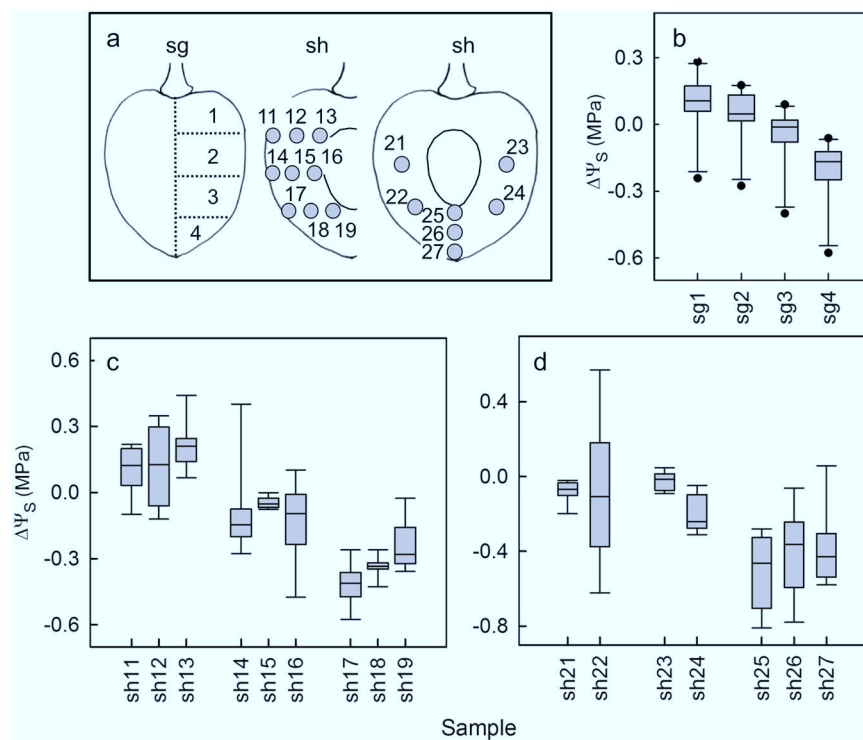 a
sg
sh
sh
1
2
3
4
11 12 13
14 15 16
17
18 19
21
22
23
24
25
26
27
b
ΔΨS (MPa)
0.3
0.0
-0.3
-0.6
sg1
sg2
sg3
sg4
c
ΔΨS (MPa)
0.6
0.3
0.0
-0.3
-0.6
sh11
sh12
sh13
sh14
sh15
sh16
sh17
sh18
sh19
d
0.4
0.0
-0.4
-0.8
sh21
sh22
sh23
sh24
sh25
sh26
sh27
Sample